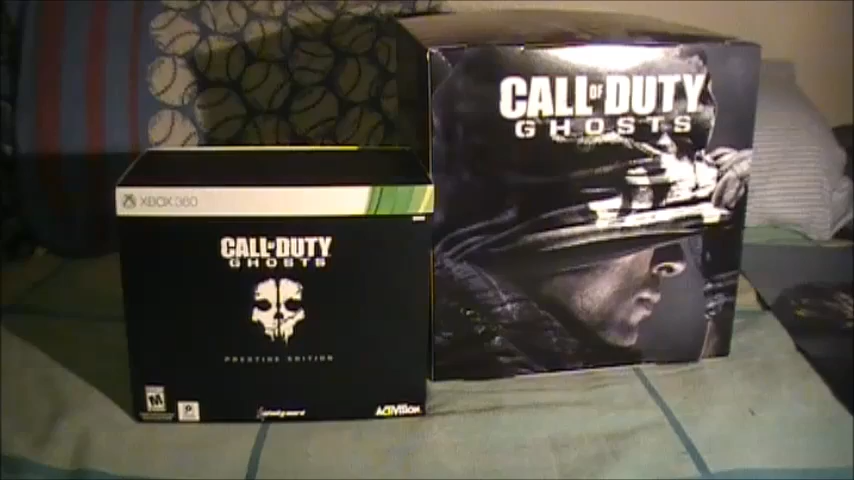 CALL OF DUTY
GHOSTS
XBOX 360
CALL OF DUTY
GHOSTS
PRESTIGE EDITION
M
ACTIVISION